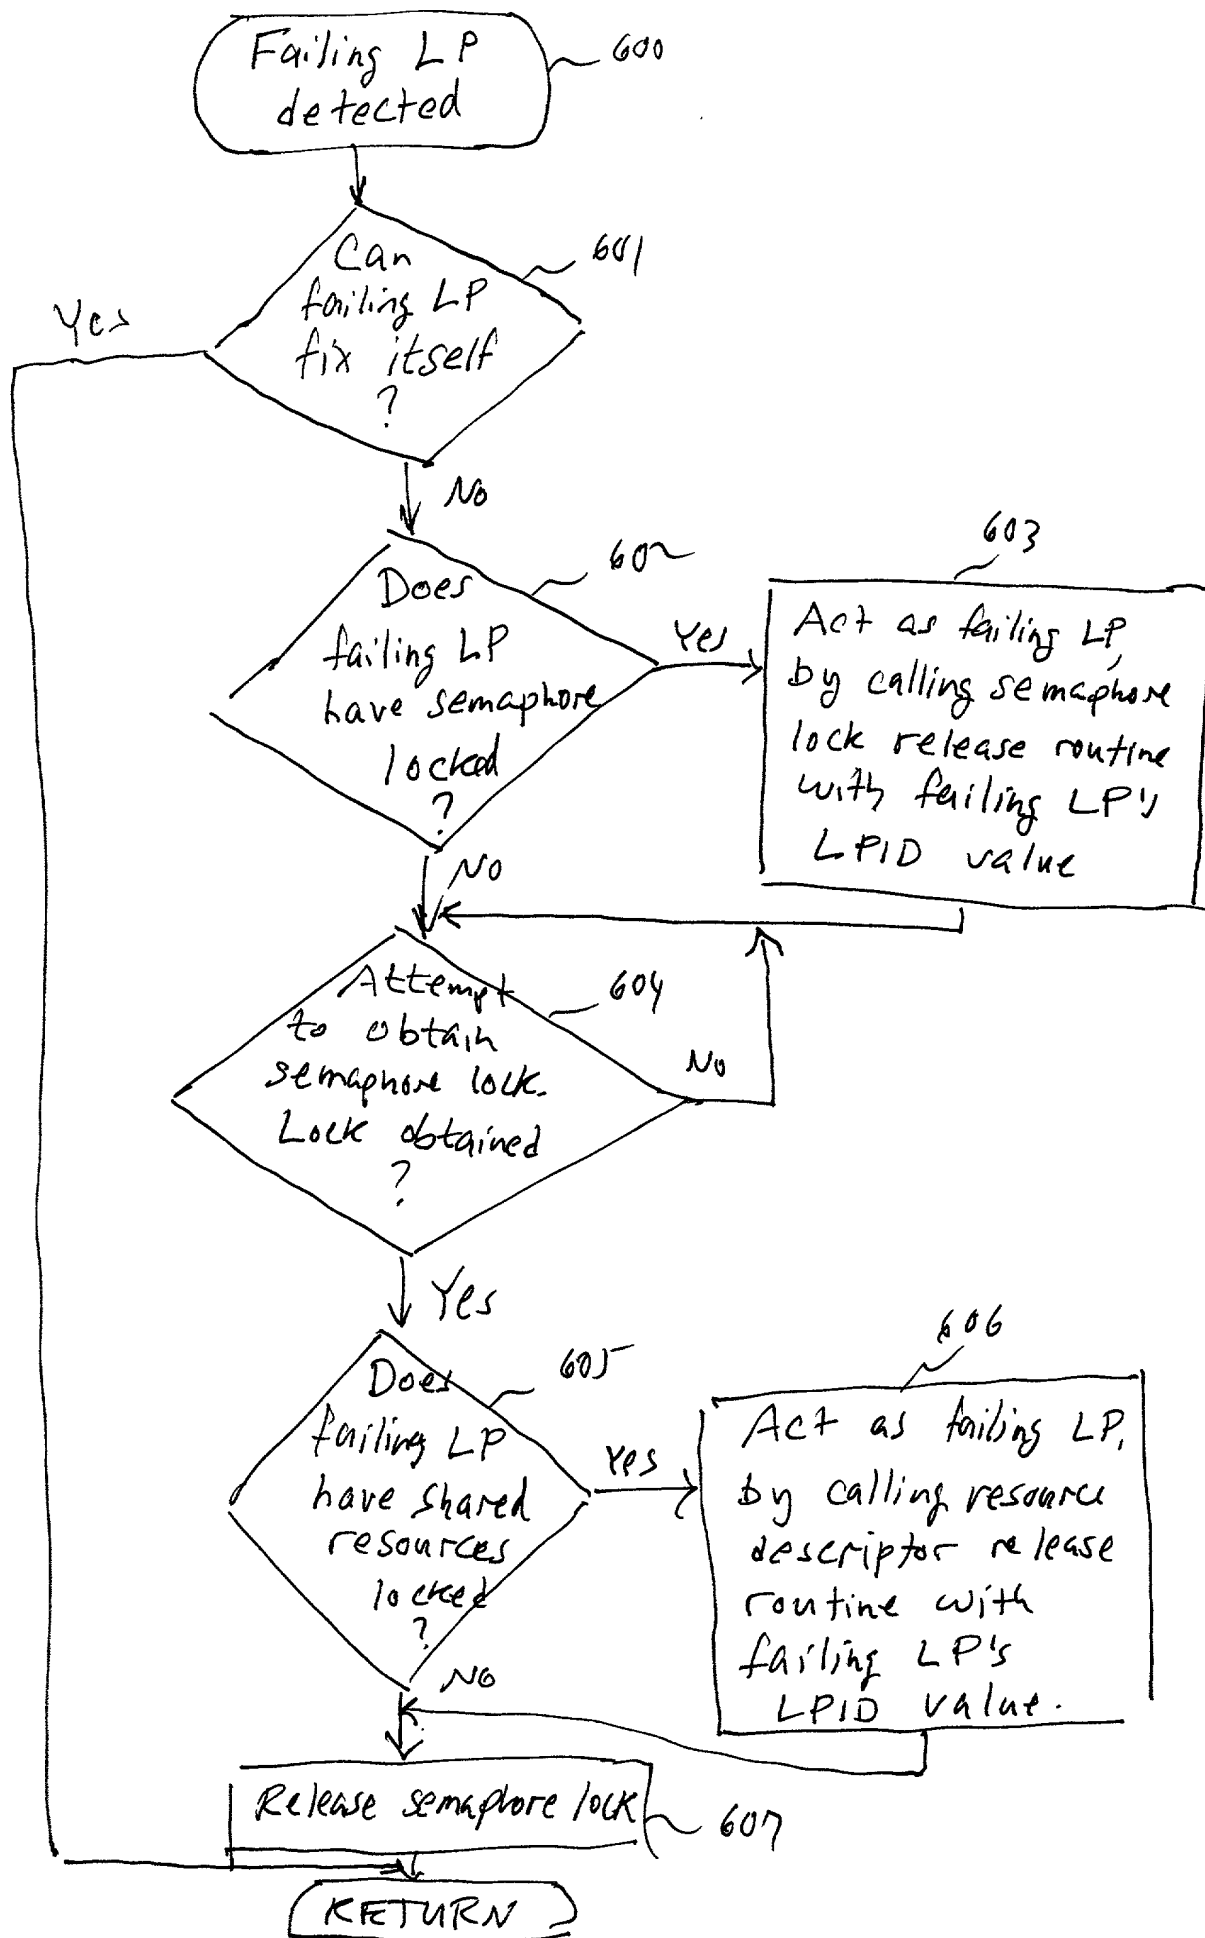 Failing LP
detected
600
Can
failing LP
fix itself
?
601
Yes
No
Does
failing LP
have semaphore
locked
?
602
Yes
603
Act as failing LP,
by calling semaphore
lock release routine
with failing LP's
LPID value
No
Attempt
to obtain
semaphore lock.
Lock obtained
?
604
No
Yes
Does
failing LP
have shared
resources
locked
?
605
Yes
606
Act as failing LP,
by calling resource
descriptor release
routine with
failing LP's
LPID value.
No
Release semaphore lock
607
RETURN